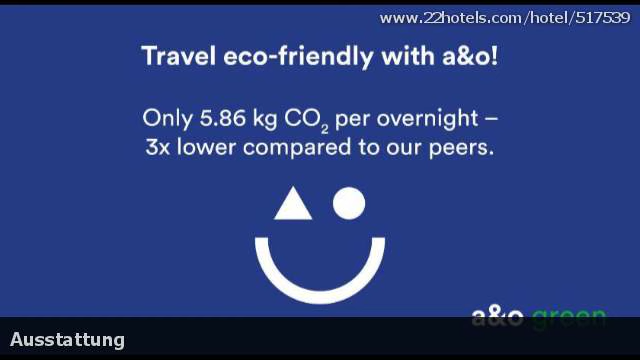 www.22hotels.com/hotel/517539
Travel eco-friendly with a&o!
Only 5.86 kg CO₂ per overnight –
3x lower compared to our peers.
a&o green
Ausstattung